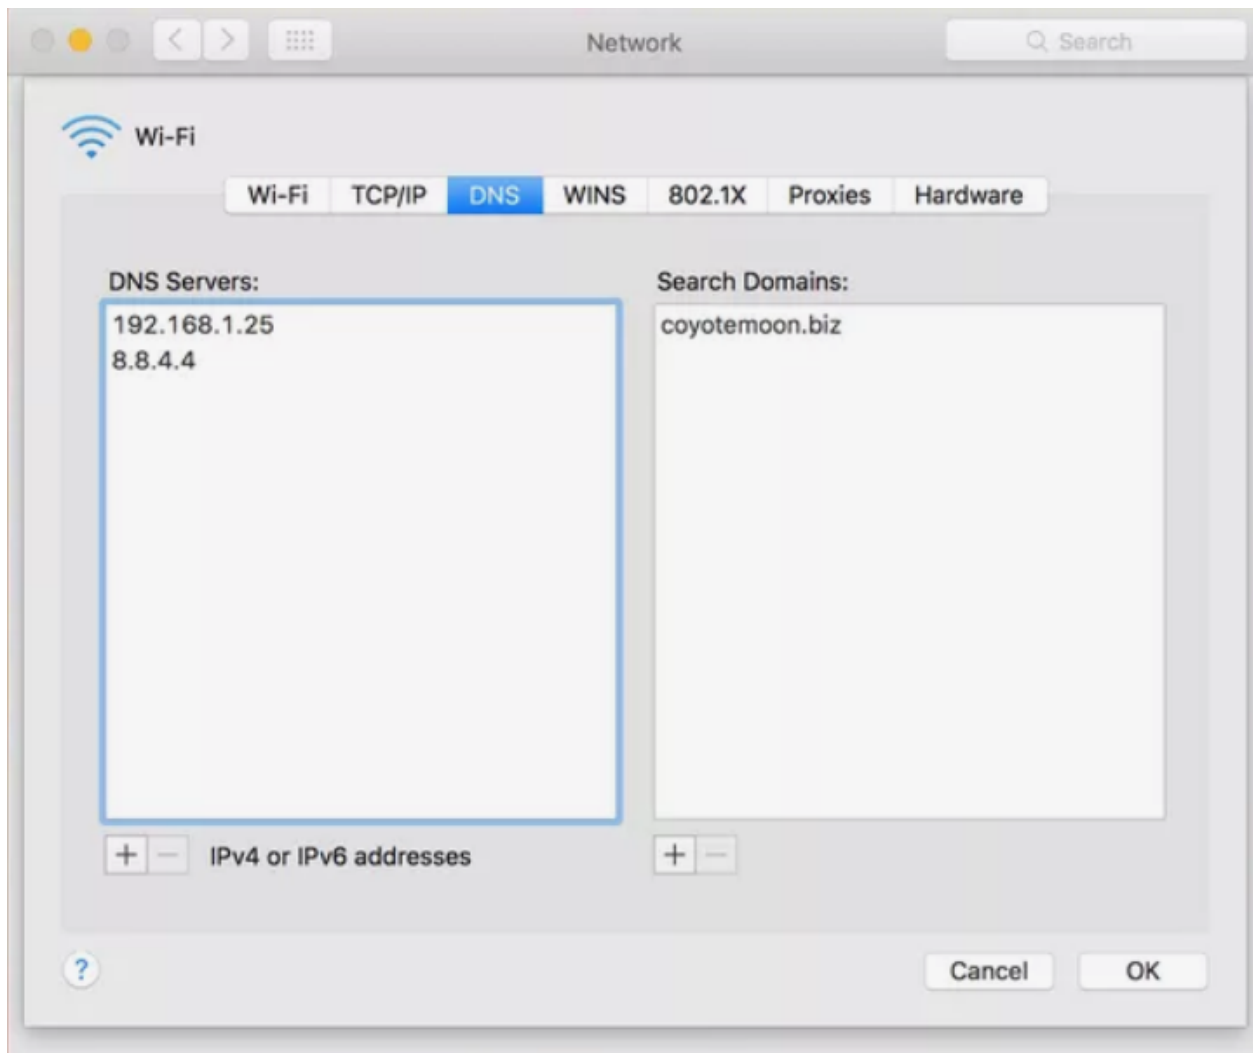 Network
Search
Wi-Fi
Wi-Fi TCP/IP DNS WINS 802.1X Proxies Hardware
DNS Servers:
192.168.1.25
8.8.4.4
Search Domains:
coyotemoon.biz
+ − IPv4 or IPv6 addresses
+ −
? Cancel OK